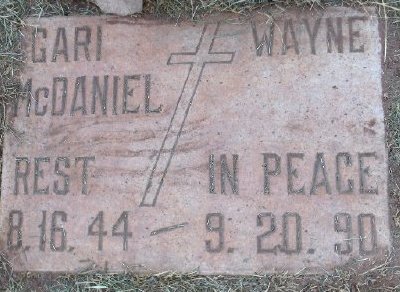 GARI WAYNE
McDANIEL
REST IN PEACE
8.16.44 — 9.20.90